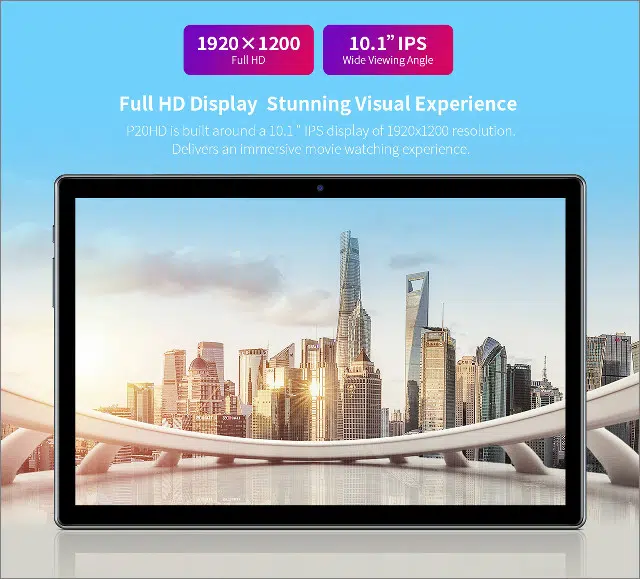 1920×1200
Full HD
10.1” IPS
Wide Viewing Angle
Full HD Display Stunning Visual Experience
P20HD is built around a 10.1 " IPS display of 1920x1200 resolution.
Delivers an immersive movie watching experience.